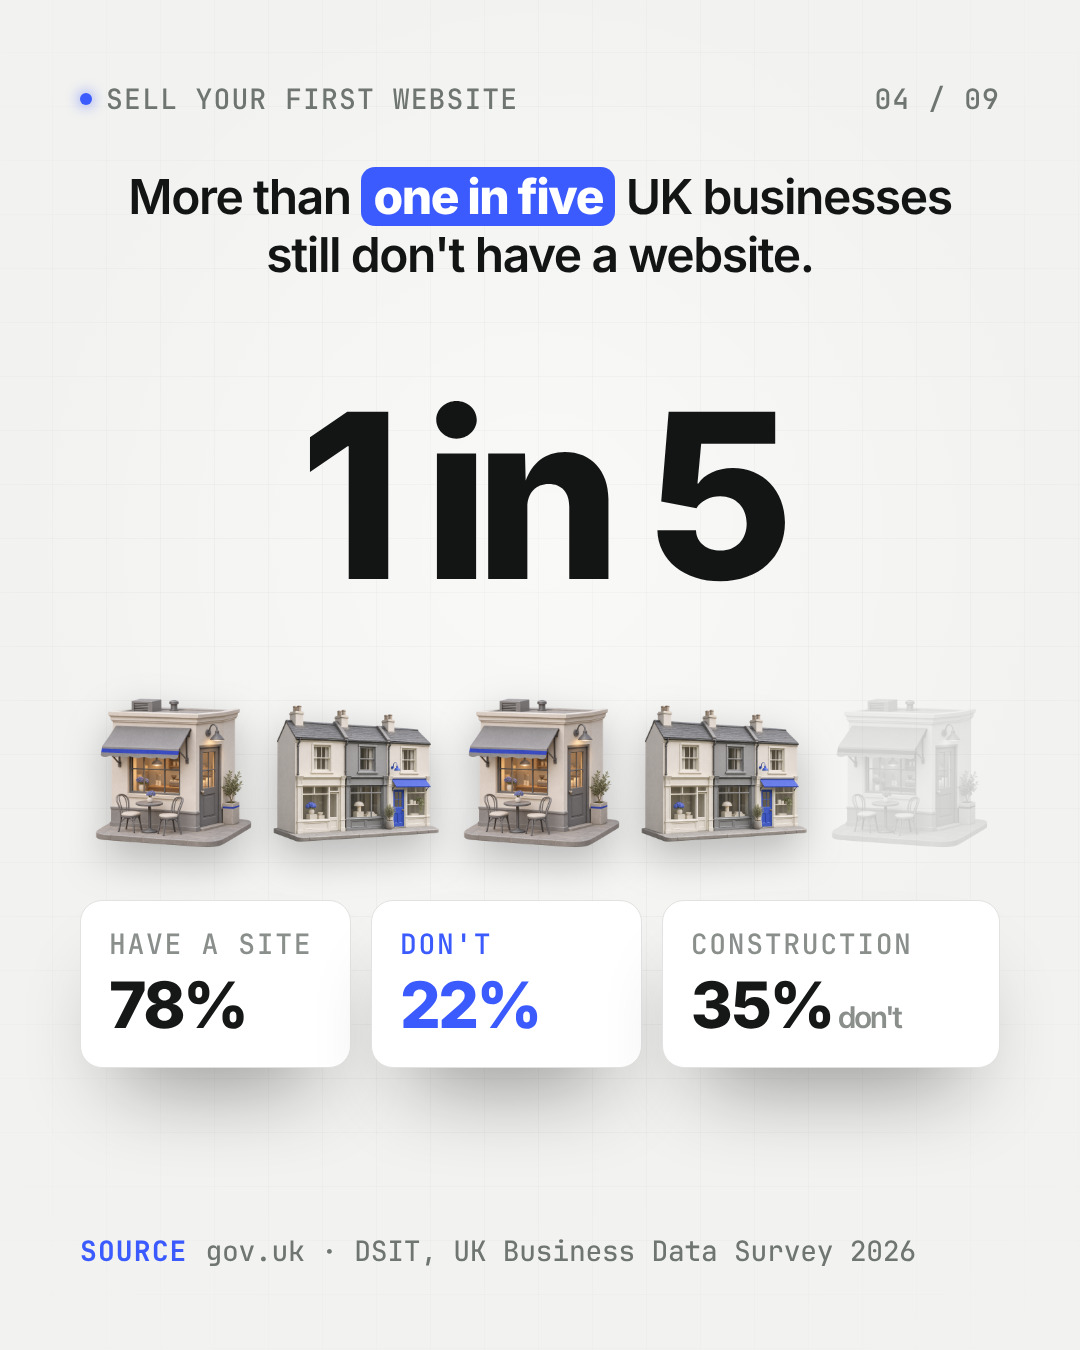 SELL YOUR FIRST WEBSITE
04 / 09
More than one in five UK businesses
still don't have a website.
1 in 5
HAVE A SITE
78%
DON'T
22%
CONSTRUCTION
35% don't
SOURCE gov.uk · DSIT, UK Business Data Survey 2026